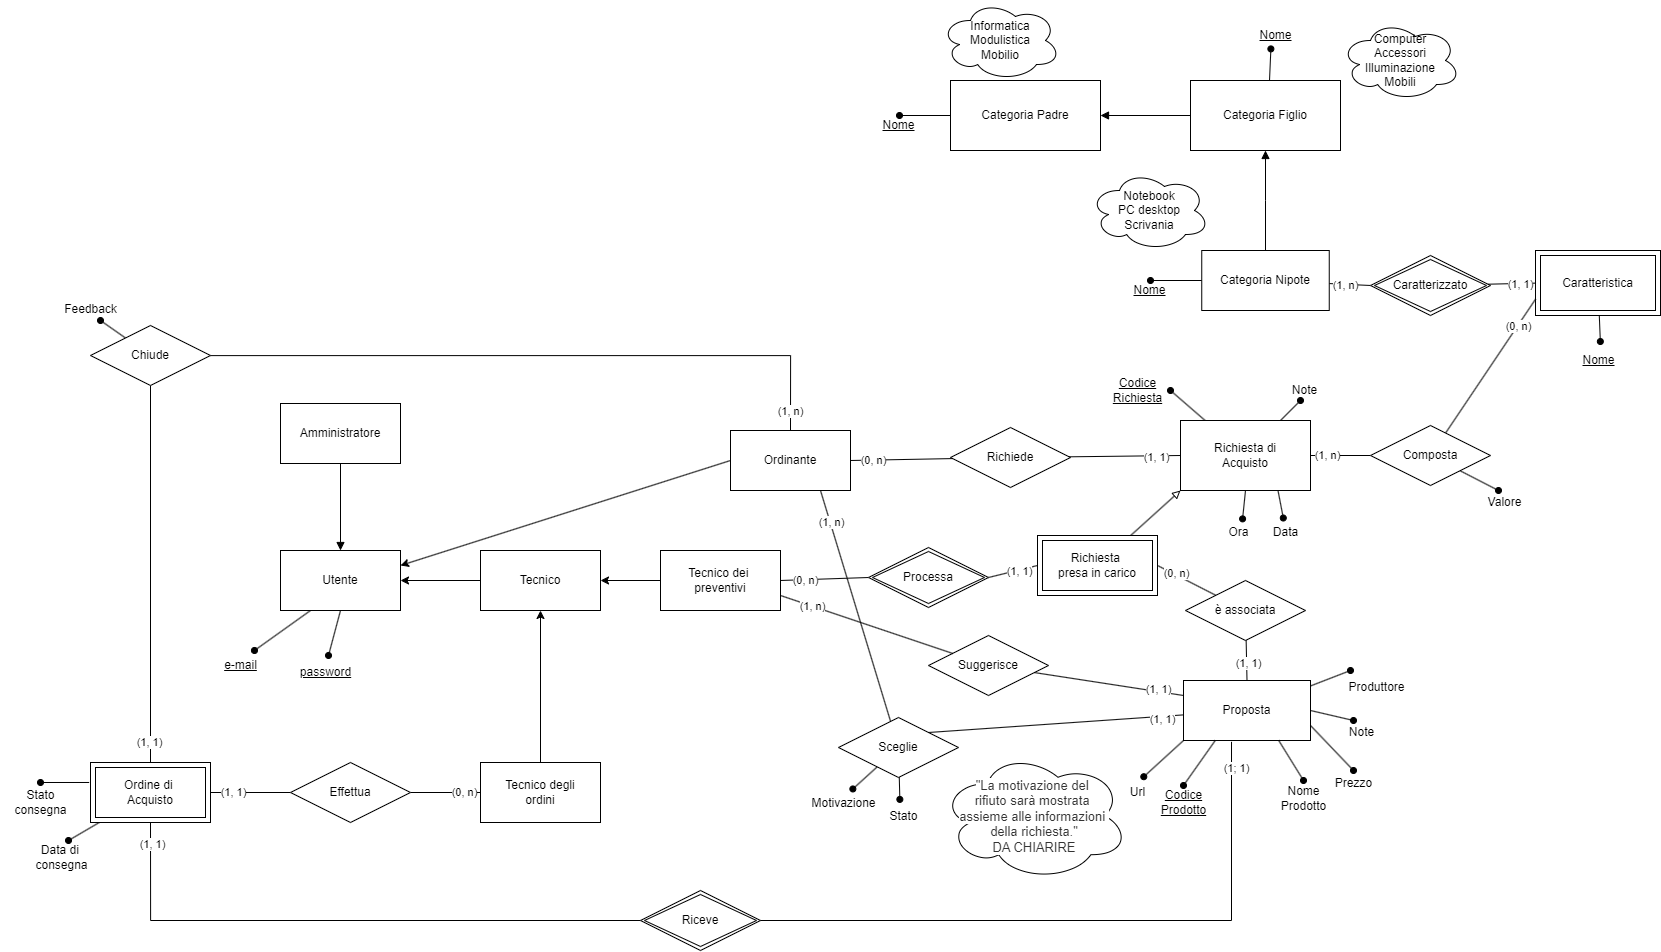 Informatica
Modulistica
Mobilio
Nome
Computer
Accessori
Illuminazione
Mobili
Categoria Padre
Categoria Figlio
Nome
Notebook
PC desktop
Scrivania
Categoria Nipote
Nome
(1, n)
Caratterizzato
(1, 1)
Caratteristica
(0, n)
Nome
Feedback
Chiude
Codice
Richiesta
Note
(1, n)
Amministratore
Ordinante
(0, n)
Richiede
(1, 1)
Richiesta di
Acquisto
(1, n)
Composta
Valore
(1, n)
Ora
Data
Utente
Tecnico
Tecnico dei
preventivi
(0, n)
Processa
(1, 1)
Richiesta
presa in carico
(0, n)
(1, n)
è associata
e-mail
password
Suggerisce
(1, 1)
(1, 1)
Produttore
Proposta
(1, 1)
Note
(1, 1)
Sceglie
(1; 1)
Stato
consegna
Ordine di
Acquisto
(1, 1)
Effettua
(0, n)
Tecnico degli
ordini
Motivazione
Stato
"La motivazione del
rifiuto sarà mostrata
assieme alle informazioni
della richiesta."
DA CHIARIRE
Url
Codice
Prodotto
Nome
Prodotto
Prezzo
Data di
consegna
(1, 1)
Riceve